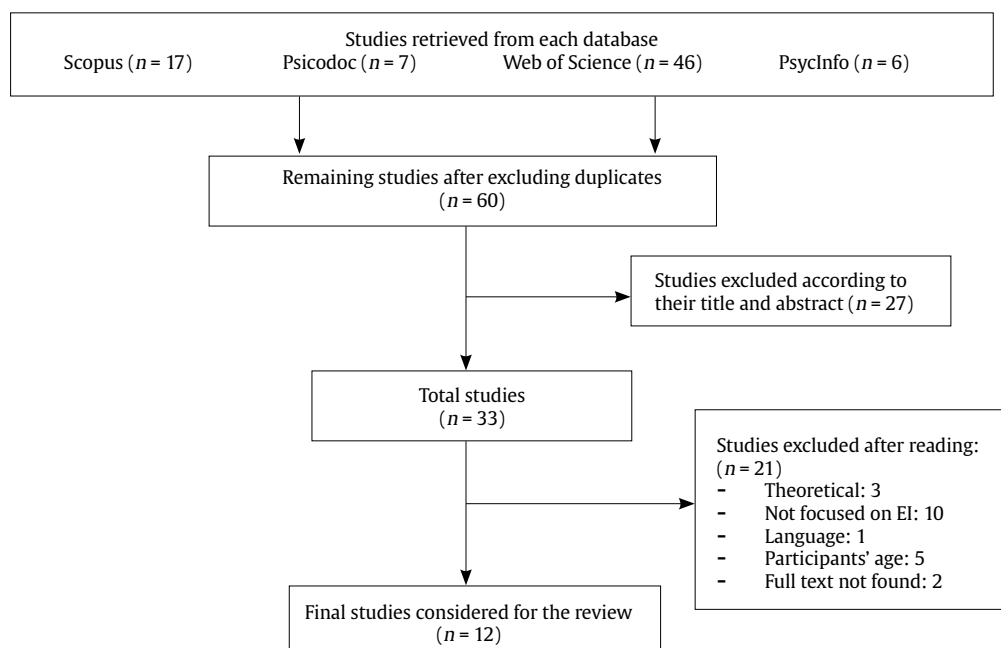 Studies retrieved from each database
Scopus (n = 17) Psicodoc (n = 7) Web of Science (n = 46) PsycInfo (n = 6)
Remaining studies after excluding duplicates
(n = 60)
Studies excluded according to
their title and abstract (n = 27)
Total studies
(n = 33)
Studies excluded after reading:
(n = 21)
- Theoretical: 3
- Not focused on EI: 10
- Language: 1
- Participants’ age: 5
- Full text not found: 2
Final studies considered for the review
(n = 12)